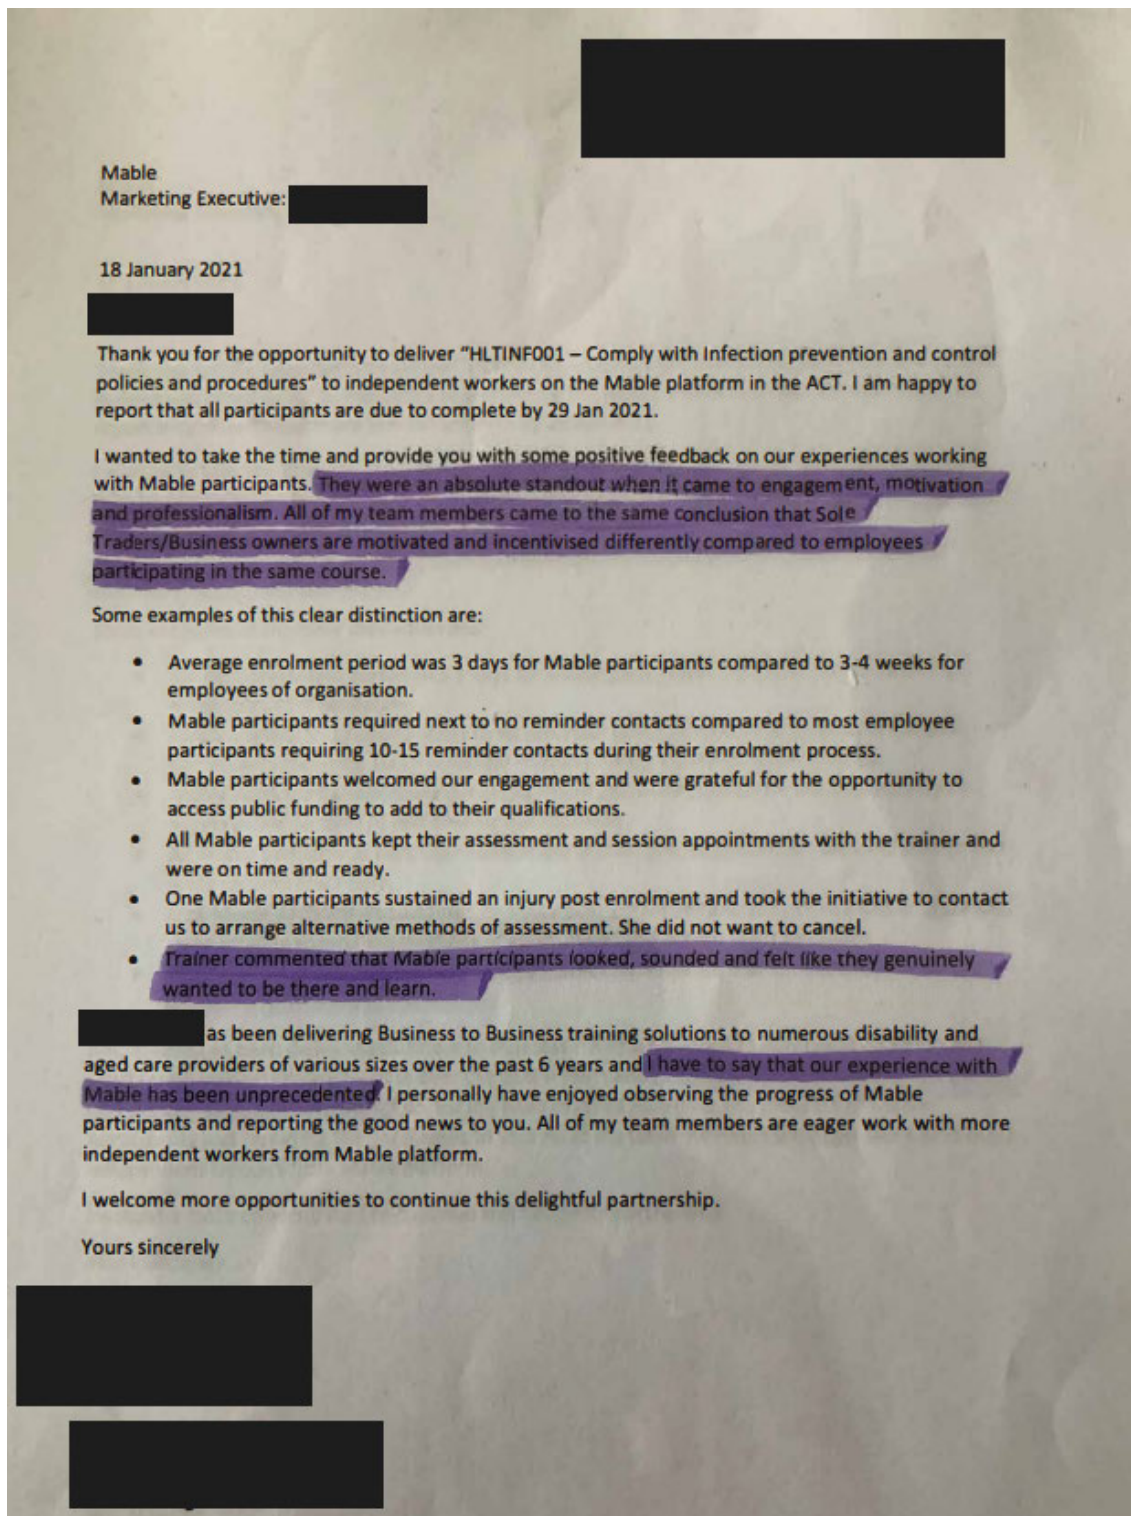 Mable
Marketing Executive:
18 January 2021
Thank you for the opportunity to deliver "HLTINF001 – Comply with Infection prevention and control
policies and procedures" to independent workers on the Mable platform in the ACT. I am happy to
report that all participants are due to complete by 29 Jan 2021.
I wanted to take the time and provide you with some positive feedback on our experiences working
with Mable participants. They were an absolute standout when it came to engagement, motivation
and professionalism. All of my team members came to the same conclusion that Sole
Traders/Business owners are motivated and incentivised differently compared to employees
participating in the same course.
Some examples of this clear distinction are:
• Average enrolment period was 3 days for Mable participants compared to 3-4 weeks for
employees of organisation.
• Mable participants required next to no reminder contacts compared to most employee
participants requiring 10-15 reminder contacts during their enrolment process.
• Mable participants welcomed our engagement and were grateful for the opportunity to
access public funding to add to their qualifications.
• All Mable participants kept their assessment and session appointments with the trainer and
were on time and ready.
• One Mable participants sustained an injury post enrolment and took the initiative to contact
us to arrange alternative methods of assessment. She did not want to cancel.
• Trainer commented that Mable participants looked, sounded and felt like they genuinely
wanted to be there and learn.
as been delivering Business to Business training solutions to numerous disability and
aged care providers of various sizes over the past 6 years and I have to say that our experience with
Mable has been unprecedented. I personally have enjoyed observing the progress of Mable
participants and reporting the good news to you. All of my team members are eager work with more
independent workers from Mable platform.
I welcome more opportunities to continue this delightful partnership.
Yours sincerely